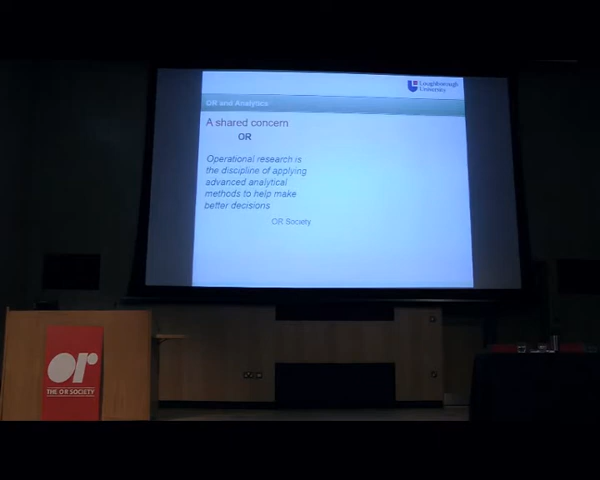 Loughborough
University
OR and Analytics
A shared concern
OR
Operational research is
the discipline of applying
advanced analytical
methods to help make
better decisions
OR Society
or
THE OR SOCIETY